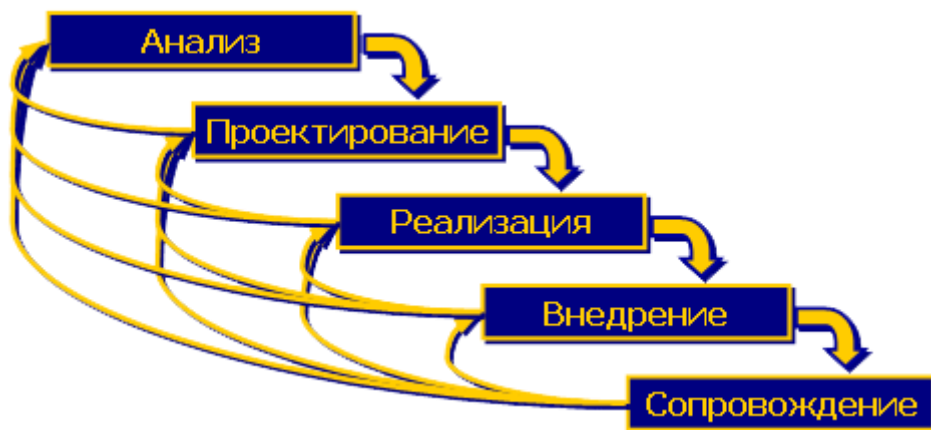 Анализ
Проектирование
Реализация
Внедрение
Сопровождение